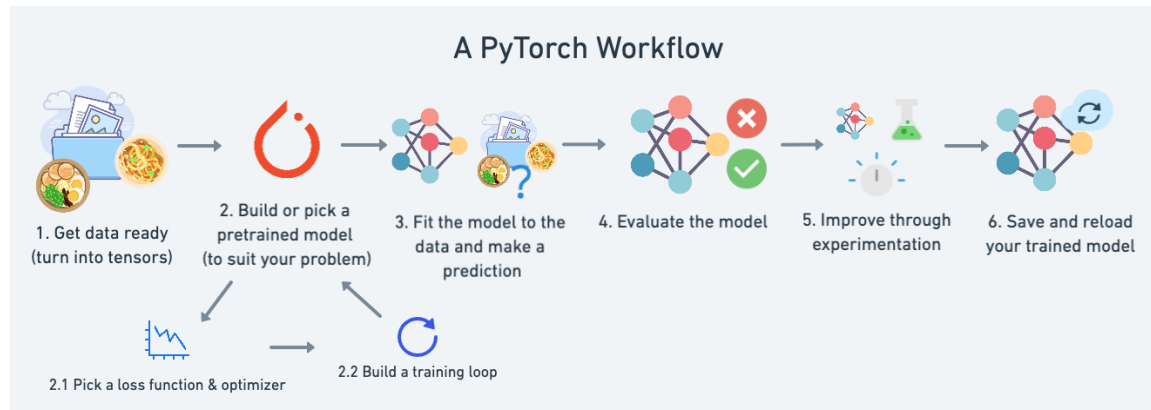 A PyTorch Workflow
1. Get data ready
(turn into tensors)
2. Build or pick a
pretrained model
(to suit your problem)
3. Fit the model to the
data and make a
prediction
4. Evaluate the model
5. Improve through
experimentation
6. Save and reload
your trained model
2.1 Pick a loss function & optimizer
2.2 Build a training loop